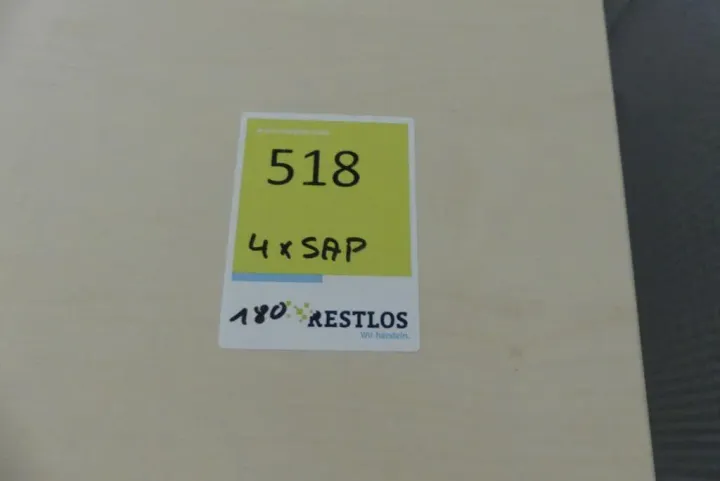 518
4 x SAP
180
RESTLOS
Wir handeln.